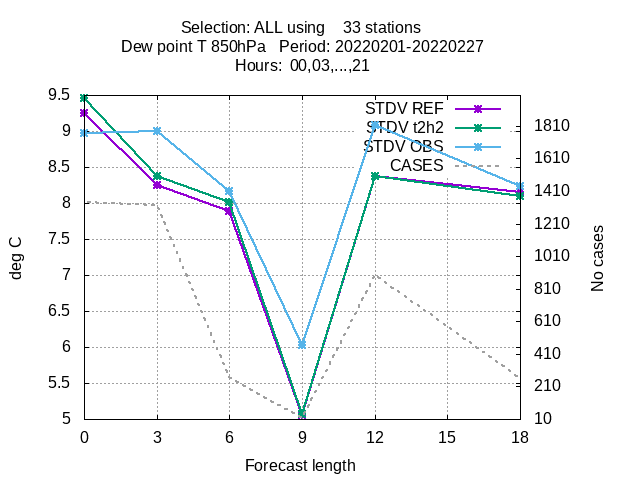 Selection: ALL using    33 stations
Dew point T 850hPa   Period: 20220201-20220227
Hours:  00,03,...,21
STDV REF
STDV t2h2
STDV OBS
CASES
9.5
9
8.5
8
7.5
7
6.5
6
5.5
5
deg C
1810
1610
1410
1210
1010
810
610
410
210
10
No cases
0 3 6 9 12 15 18
Forecast length